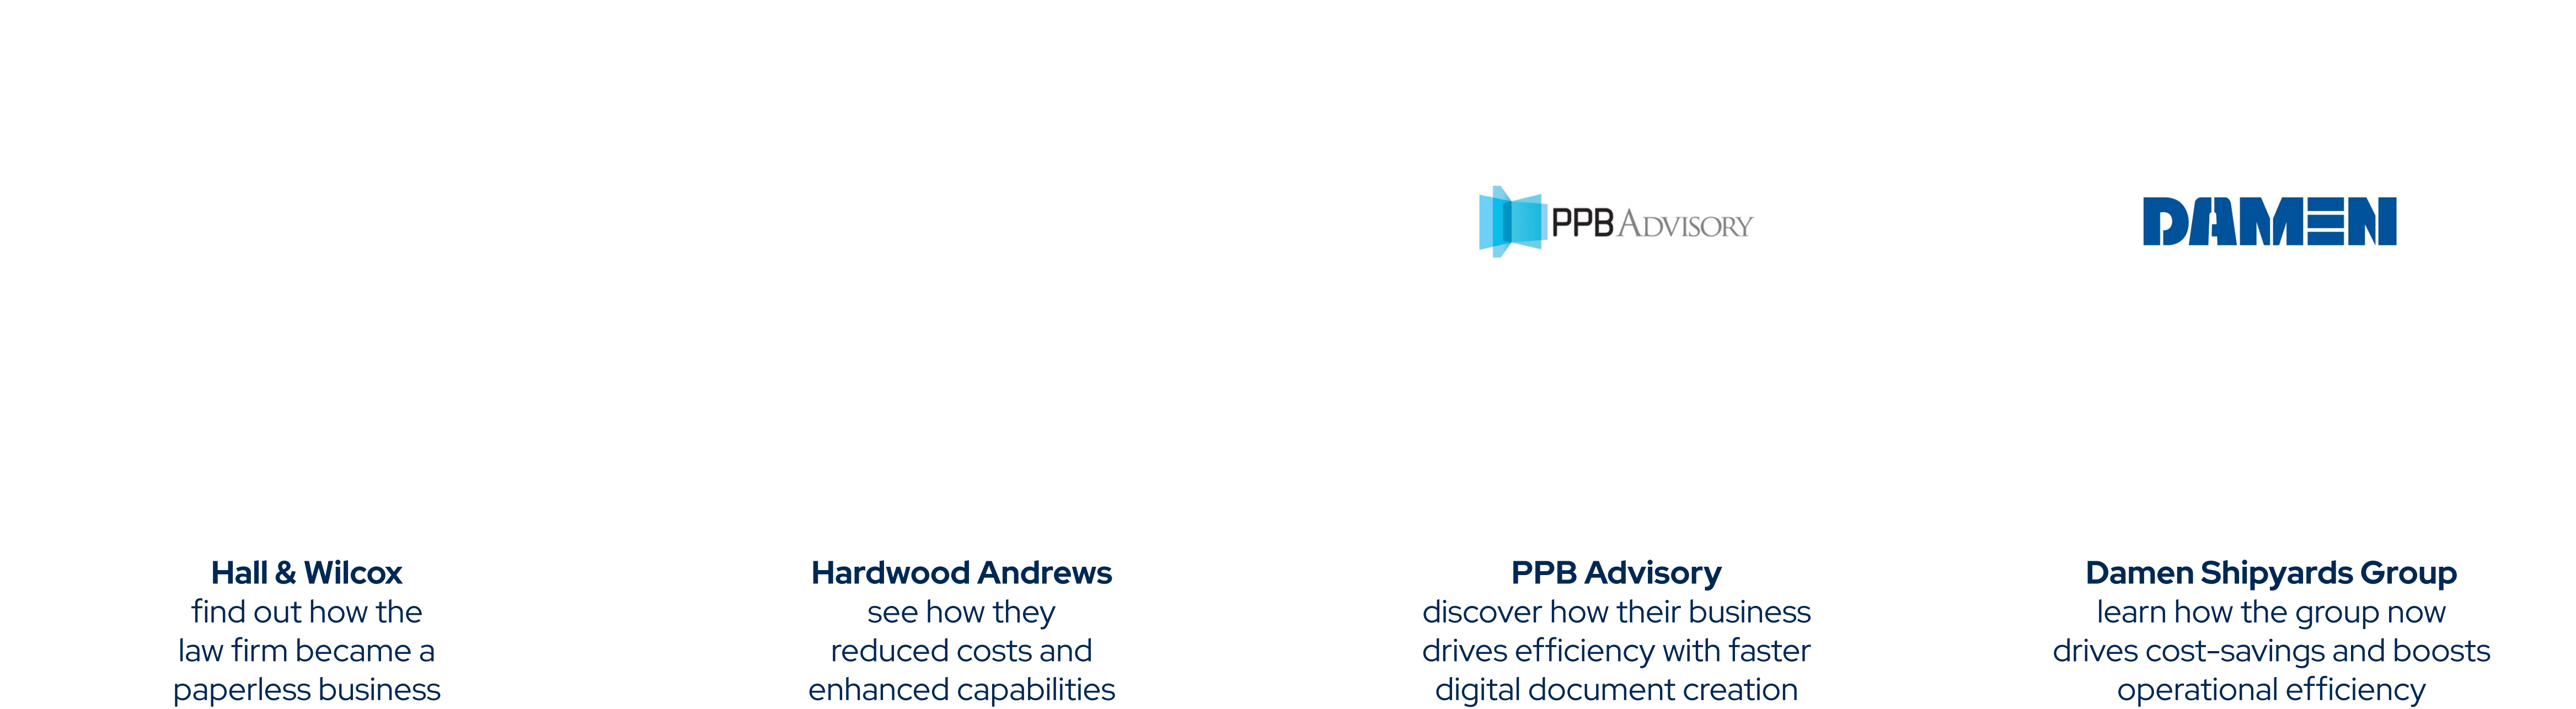 PPB ADVISORY
DAMEN
Hall & Wilcox
find out how the
law firm became a
paperless business
Hardwood Andrews
see how they
reduced costs and
enhanced capabilities
PPB Advisory
discover how their business
drives efficiency with faster
digital document creation
Damen Shipyards Group
learn how the group now
drives cost-savings and boosts
operational efficiency